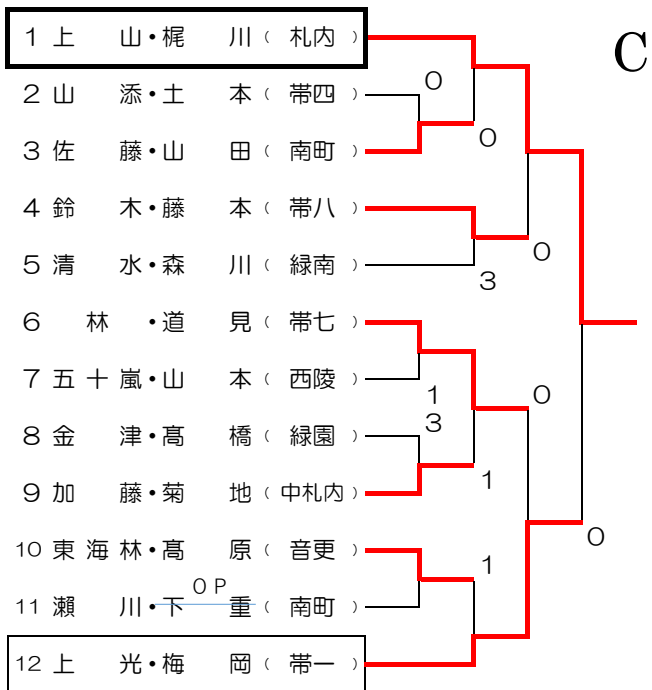 1 上 山・梶 川（ 札内 ）
C
2 山 添・土 本（ 帯四 ）
0
3 佐 藤・山 田（ 南町 ）
0
4 鈴 木・藤 本（ 帯八 ）
0
5 清 水・森 川（ 緑南 ）
3
6 林 ・道 見（ 帯七 ）
7 五十嵐・山 本（ 西陵 ）
1
0
8 金 津・髙 橋（ 緑園 ）
3
9 加 藤・菊 地（ 中札内 ）
1
10 東海林・髙 原（ 音更 ）
0
1
OP
11 瀬 川・下 重（ 南町 ）
12 上 光・梅 岡（ 帯一 ）